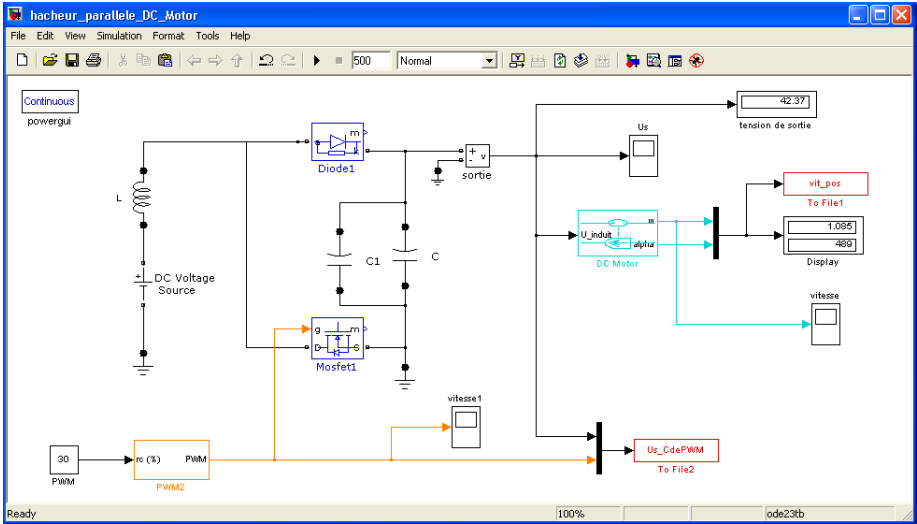 hacheur_parallele_DC_Motor
File Edit View Simulation Format Tools Help
500 Normal
Continuous
powergui
m
a k
Diode1
+
-
v
sortie
42.37
tension de sortie
Us
vit_pos
To File1
L
U_induit
m
alpha
DC Motor
1.085
489
Display
C1
C
+
DC Voltage
Source
vitesse
g m
D S
Mosfet1
vitesse1
30
PWM
rc (%) PWM
PWM2
Us_CdePWM
To File2
Ready 100% ode23tb